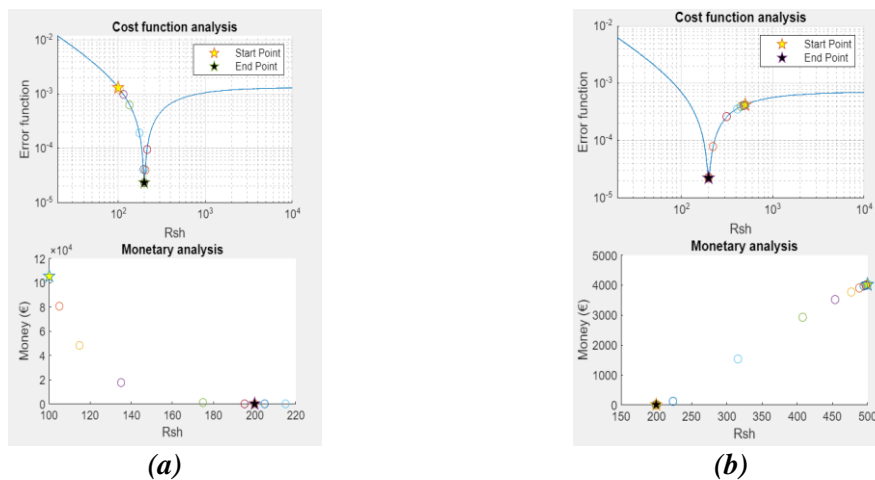 Cost function analysis
Start Point
End Point
Error function
10^-2
10^-3
10^-4
10^-5
10^2 10^3 10^4
Rsh
Monetary analysis
×10^4
Money (€)
12
10
8
6
4
2
0
100 120 140 160 180 200 220
Rsh
(a)
Cost function analysis
Start Point
End Point
Error function
10^-2
10^-3
10^-4
10^-5
10^2 10^3 10^4
Rsh
Monetary analysis
Money (€)
5000
4000
3000
2000
1000
0
150 200 250 300 350 400 450 500
Rsh
(b)